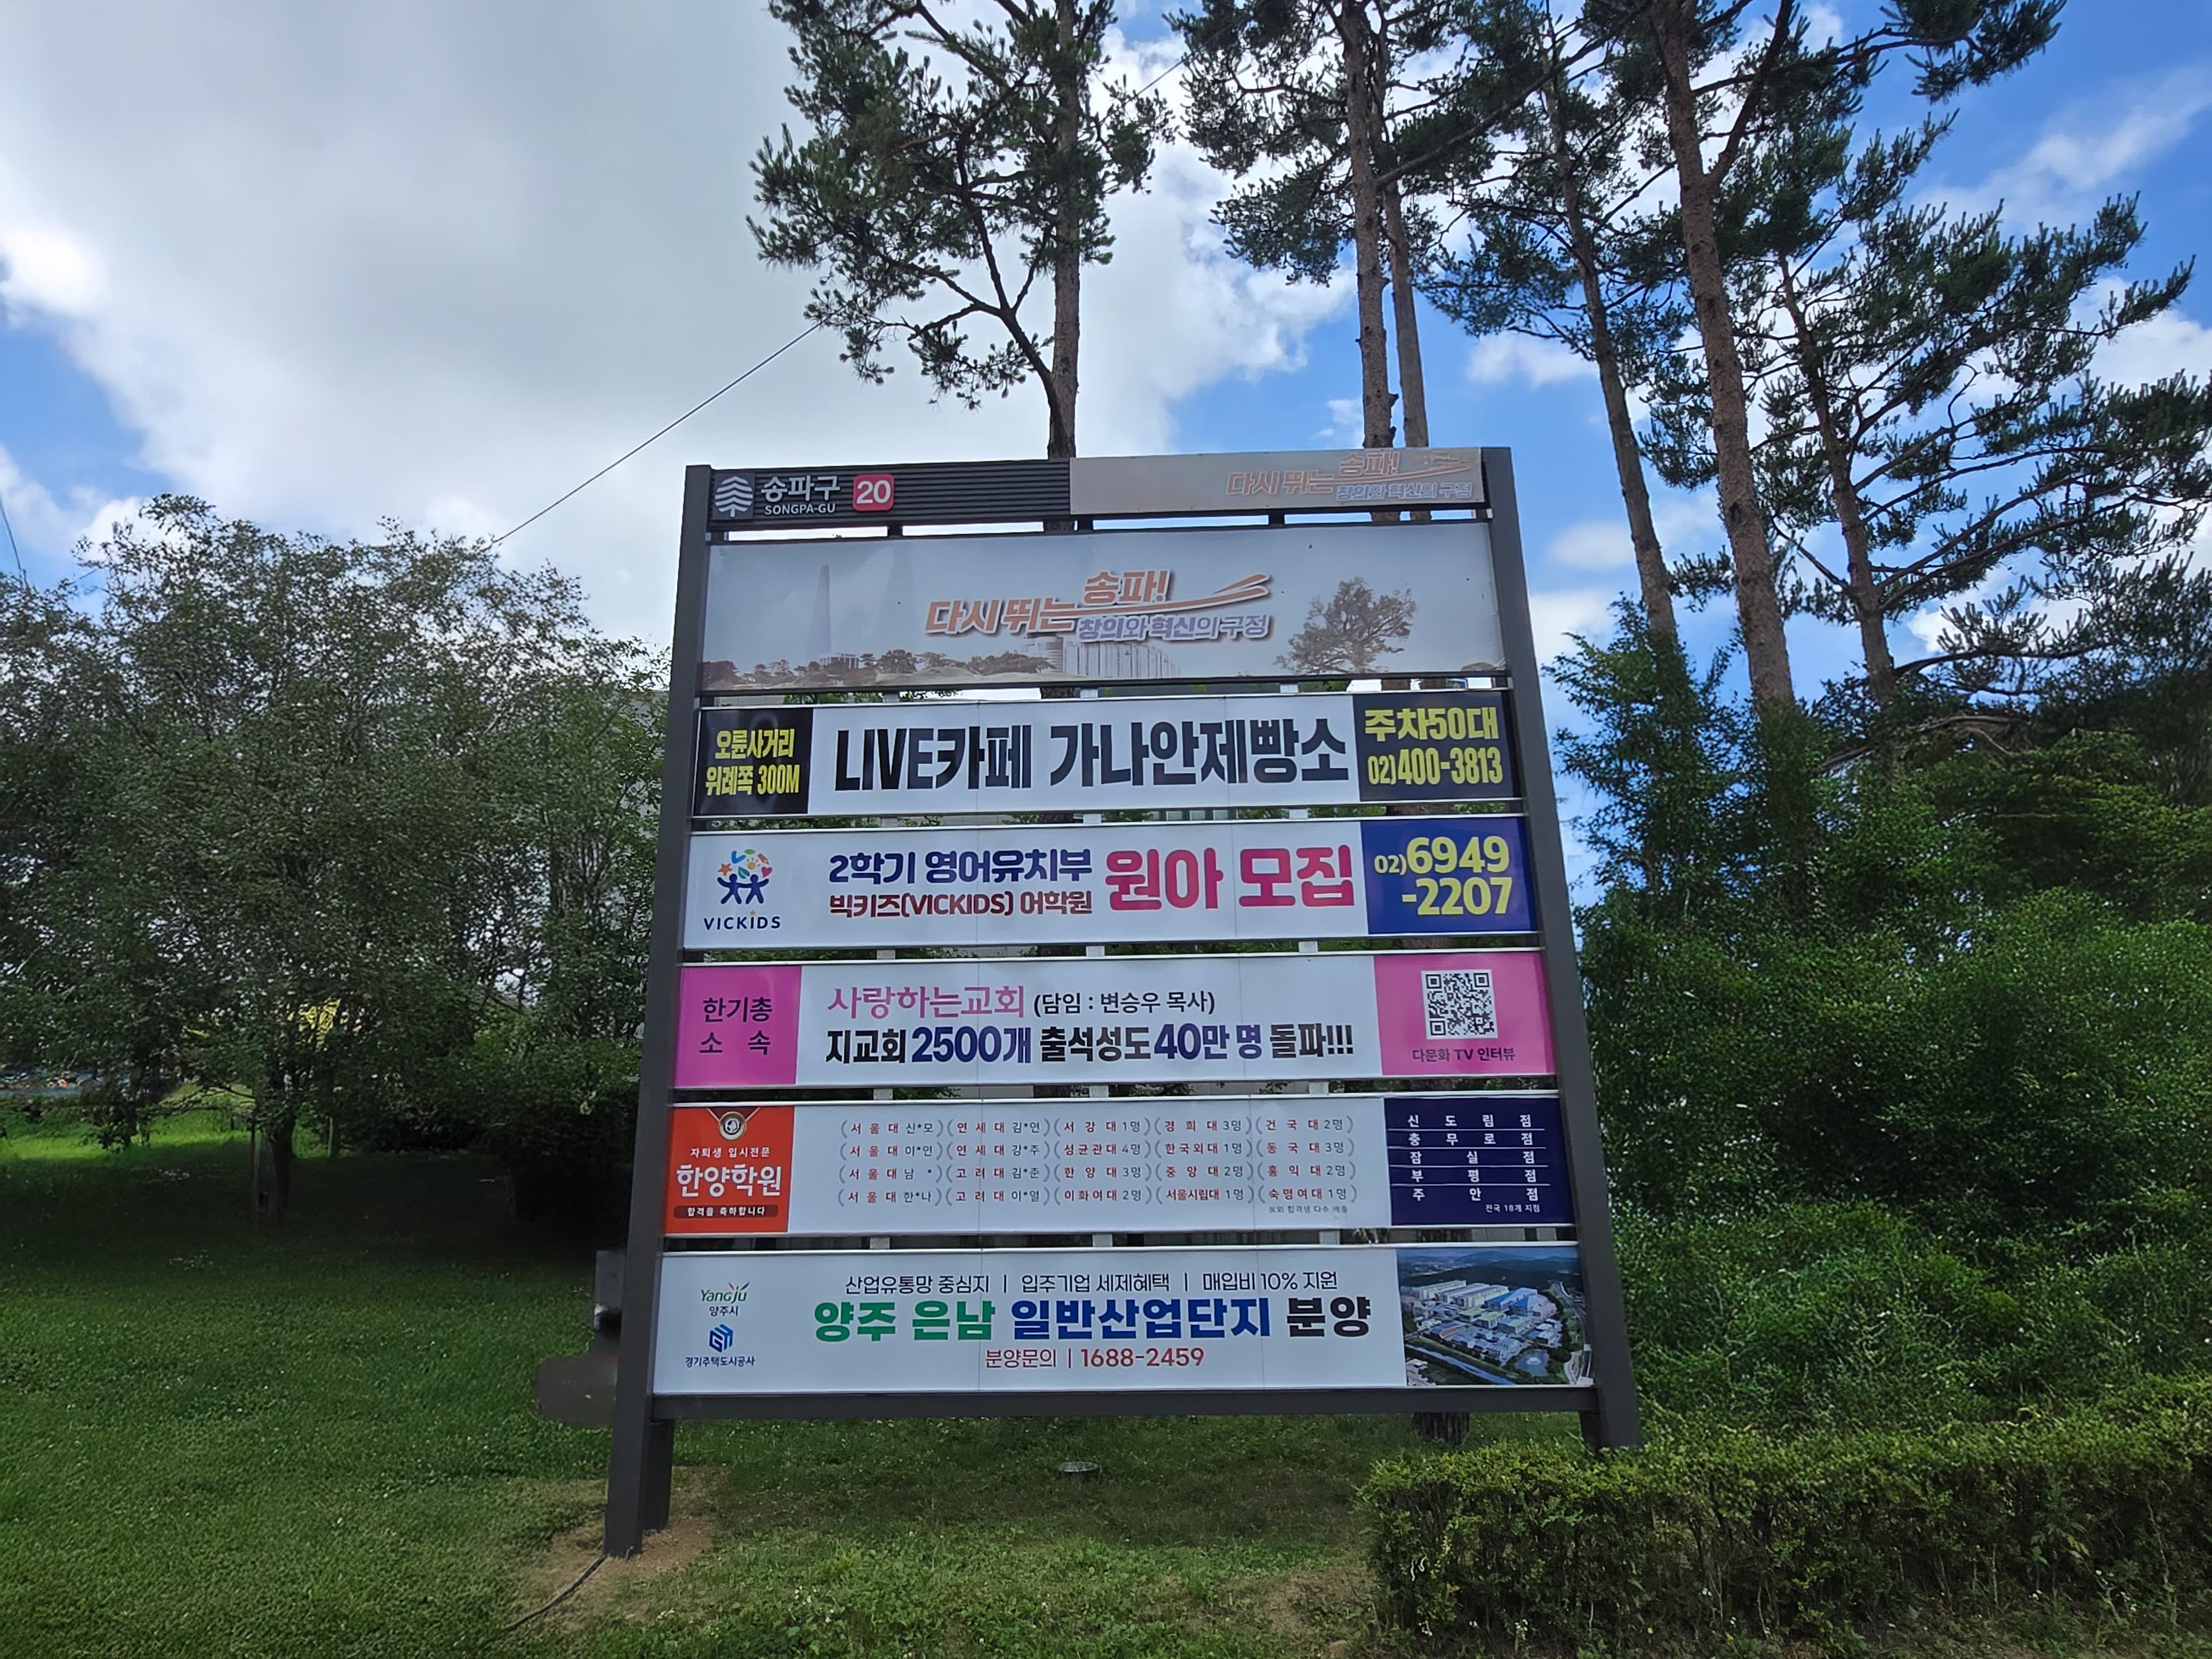 송파구 20
SONGPA-GU
다시 뛰는 송파!
창의와 혁신의 구정
다시 뛰는 송파!
창의와 혁신의 구정
오륜사거리
위례쪽 300M
LIVE카페 가나안제빵소
주차50대
02)400-3813
VICKIDS
2학기 영어유치부
빅키즈(VICKIDS) 어학원
원아 모집
02)6949
-2207
한기총
소 속
사랑하는교회 (담임 : 변승우 목사)
지교회 2500개 출석성도 40만 명 돌파!!!
다문화 TV 인터뷰
자퇴생 입시전문
한양학원
합격을 축하합니다
(서 울 대 신*모) (연 세 대 김*연) (서 강 대 1명) (경 희 대 3명) (건 국 대 2명)
(서 울 대 이*연) (연 세 대 강*주) (성균관대 4명) (한국외대 1명) (동 국 대 3명)
(서 울 대 남 *) (고 려 대 김*준) (한 양 대 3명) (중 앙 대 2명) (홍 익 대 2명)
(서 울 대 한*나) (고 려 대 이*열) (이화여대 2명) (서울시립대 1명) (숙명여대 1명)
※외 합격생 다수 배출
신 도 림 점
충 무 로 점
잠 실 점
부 평 점
주 안 점
전국 18개 지점
Yangju
양주시
경기주택도시공사
산업유통망 중심지 | 입주기업 세제혜택 | 매입비 10% 지원
양주 은남 일반산업단지 분양
분양문의 | 1688-2459